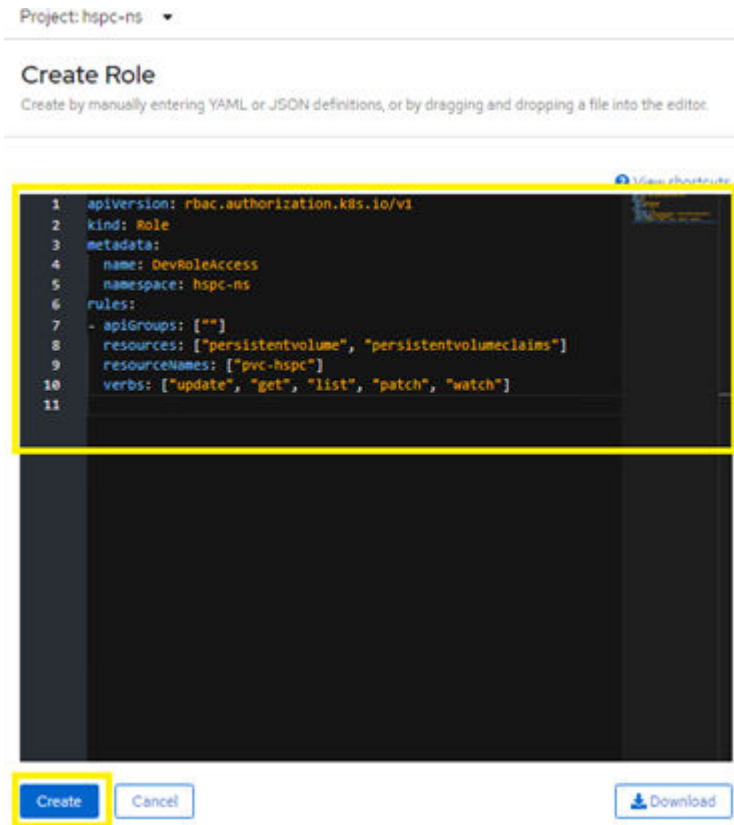 Project: hspc-ns
Create Role
Create by manually entering YAML or JSON definitions, or by dragging and dropping a file into the editor.
View shortcuts
1 apiVersion: rbac.authorization.k8s.io/v1
2 kind: Role
3 metadata:
4   name: DevRoleAccess
5   namespace: hspc-ns
6 rules:
7 - apiGroups: [""]
8   resources: ["persistentvolume", "persistentvolumeclaims"]
9   resourceNames: ["pvc-hspc"]
10   verbs: ["update", "get", "list", "patch", "watch"]
11
Create Cancel Download